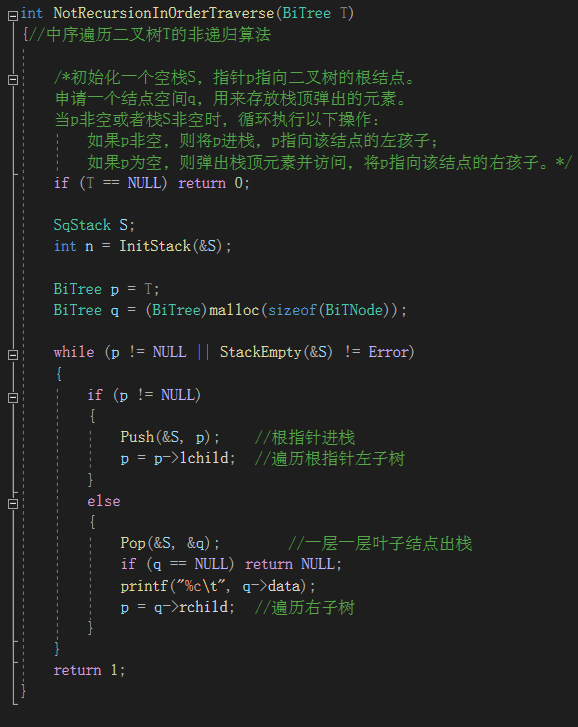 int NotRecursionInOrderTraverse(BiTree T)
{//中序遍历二叉树T的非递归算法
/*初始化一个空栈S，指针p指向二叉树的根结点。
申请一个结点空间q，用来存放栈顶弹出的元素。
当p非空或者栈S非空时，循环执行以下操作：
如果p非空，则将p进栈，p指向该结点的左孩子；
如果p为空，则弹出栈顶元素并访问，将p指向该结点的右孩子。*/
if (T == NULL) return 0;
SqStack S;
int n = InitStack(&S);
BiTree p = T;
BiTree q = (BiTree)malloc(sizeof(BiTNode));
while (p != NULL || StackEmpty(&S) != Error)
{
if (p != NULL)
{
Push(&S, p);    //根指针进栈
p = p->lchild;  //遍历根指针左子树
}
else
{
Pop(&S, &q);        //一层一层叶子结点出栈
if (q == NULL) return NULL;
printf("%c\t", q->data);
p = q->rchild;  //遍历右子树
}
}
return 1;
}